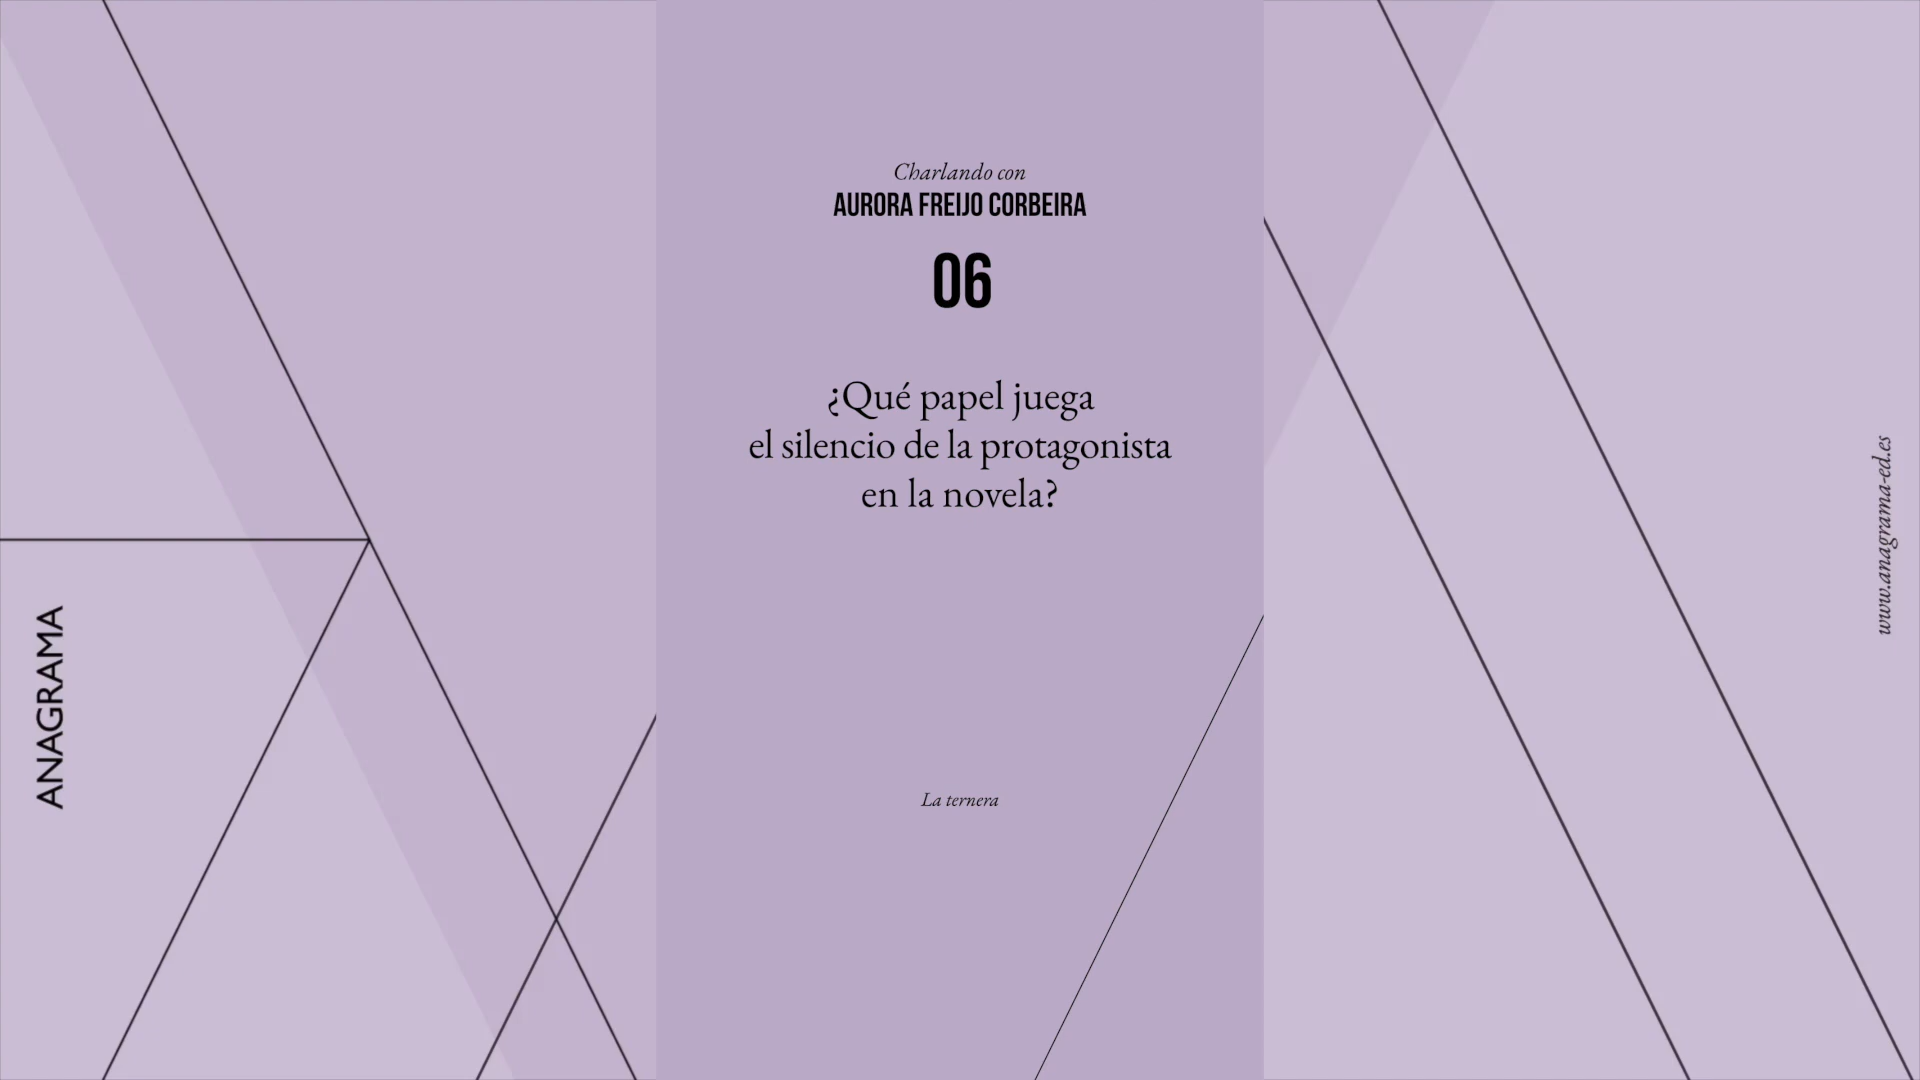 Charlando con
AURORA FREIJO CORBEIRA
06
¿Qué papel juega
el silencio de la protagonista
en la novela?
La ternera
ANAGRAMA
www.anagrama-ed.es